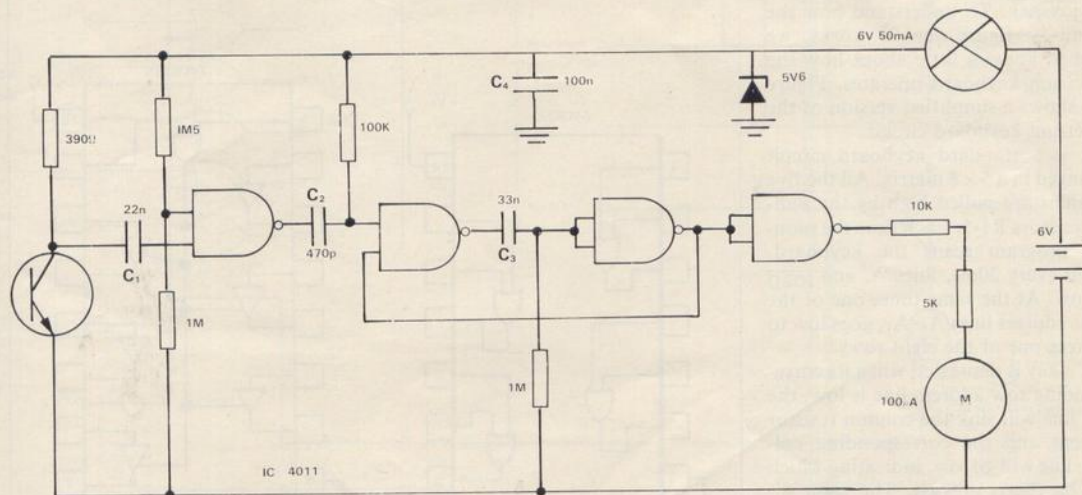 6V 50mA
C₄
100n
5V6
390Ω
IM5
100K
22n
C₁
C₂
470p
33n
C₃
10K
6V
1M
5K
1M
100μA
M
IC 4011